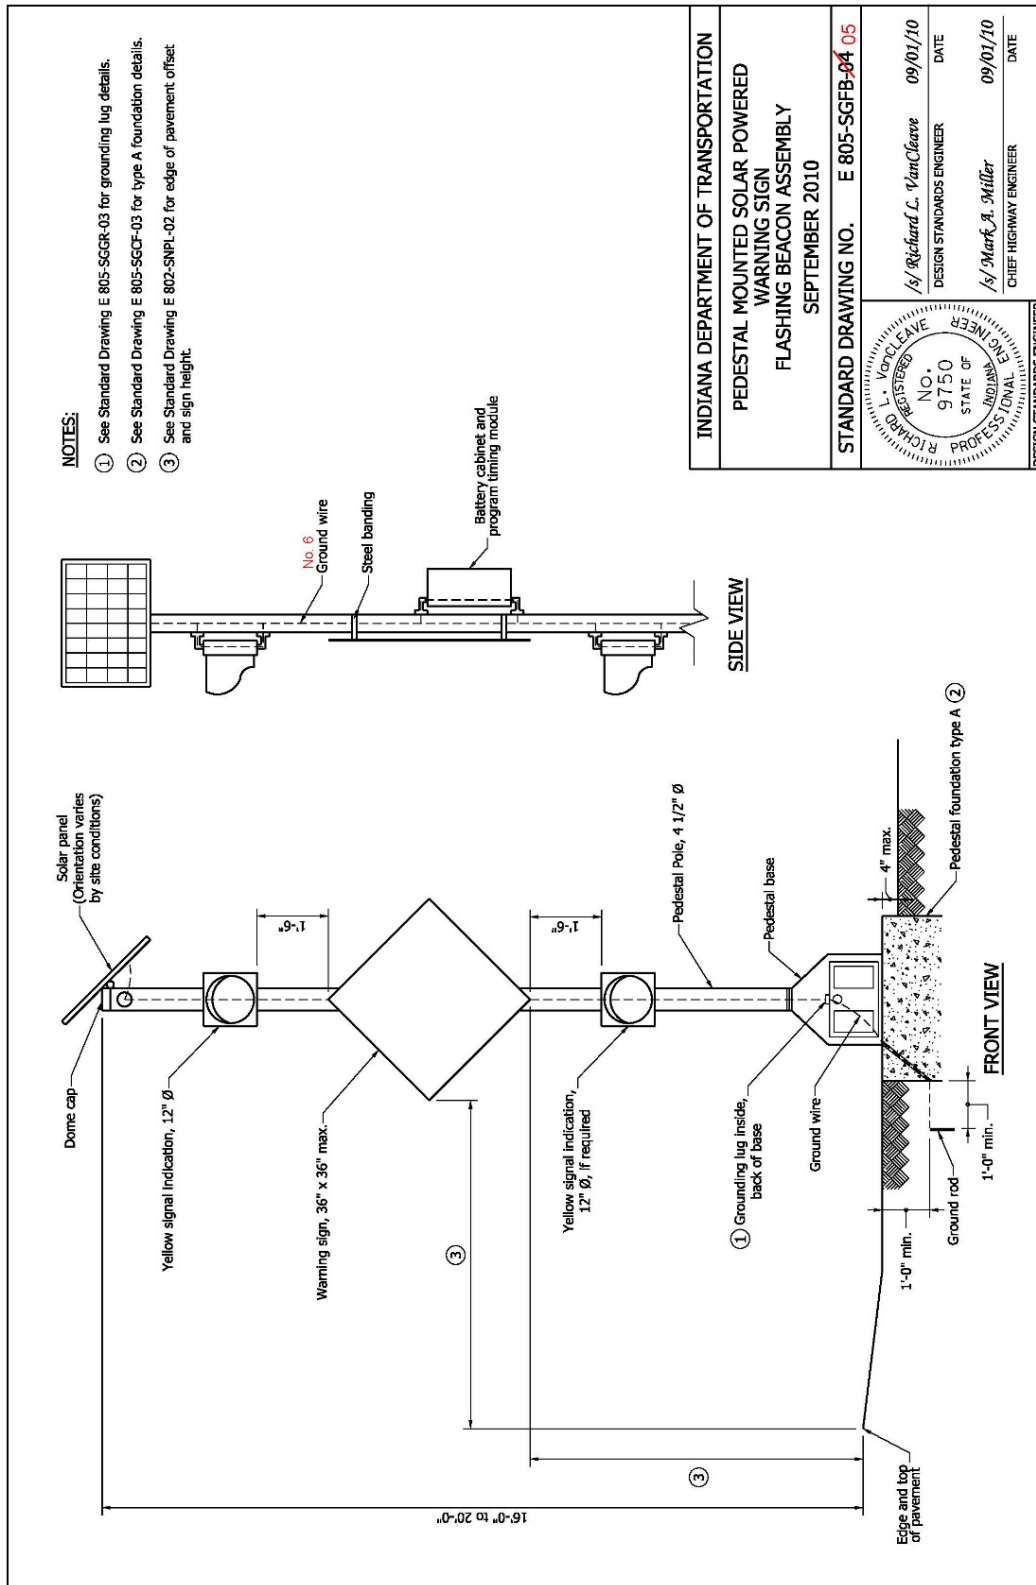 Solar panel
(Orientation varies
by site conditions)
Dome cap
Yellow signal indication, 12" Ø
1'-6"
Warning sign, 36" x 36" max.
16'-0" to 20'-0"
③
③
1'-6"
Yellow signal indication,
12" Ø, if required
Pedestal Pole, 4 1/2" Ø
① Grounding lug inside,
back of base
Pedestal base
Ground wire
4" max.
Edge and top
of pavement
1'-0" min.
Ground rod
1'-0" min.
Pedestal foundation type A ②
FRONT VIEW
No. 6
Ground wire
Steel banding
Battery cabinet and
program timing module
SIDE VIEW
NOTES:
① See Standard Drawing E 805-SGGR-03 for grounding lug details.
② See Standard Drawing E 805-SGCF-03 for type A foundation details.
③ See Standard Drawing E 802-SNPL-02 for edge of pavement offset
and sign height.
INDIANA DEPARTMENT OF TRANSPORTATION
PEDESTAL MOUNTED SOLAR POWERED
WARNING SIGN
FLASHING BEACON ASSEMBLY
SEPTEMBER 2010
STANDARD DRAWING NO. E 805-SGFB-04 05
RICHARD L. VanCLEAVE
REGISTERED
No.
9750
STATE OF
INDIANA
PROFESSIONAL ENGINEER
/s/ Richard L. VanCleave 09/01/10
DESIGN STANDARDS ENGINEER DATE
/s/ Mark A. Miller 09/01/10
CHIEF HIGHWAY ENGINEER DATE
DESIGN STANDARDS ENGINEER